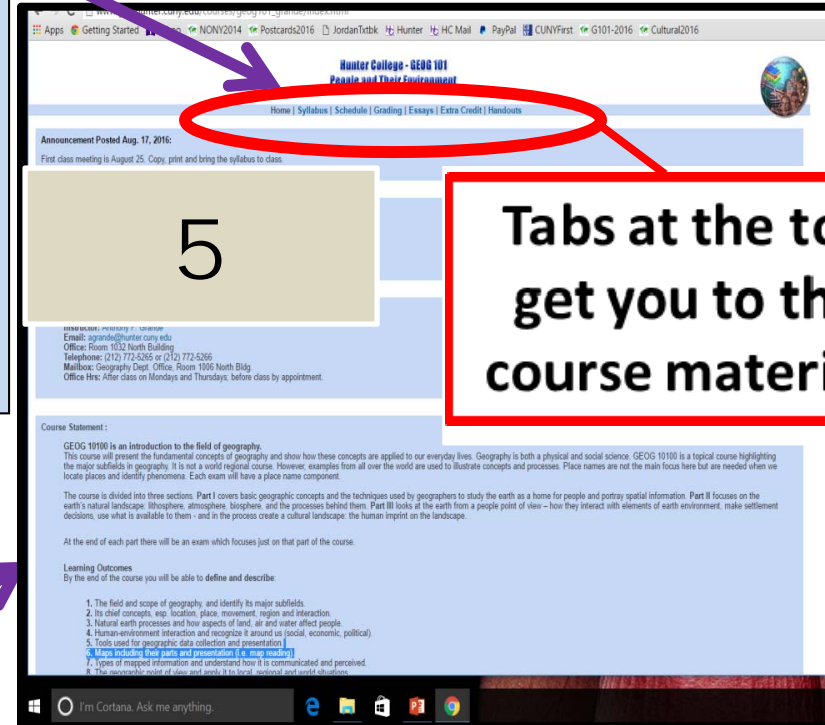 hunter.cuny.edu/courses/geog101_grande/index.html
Apps Getting Started NONY2014 Postcards2016 JordanTxtbk Hunter HC Mail PayPal CUNYFirst G101-2016 Cultural2016
Hunter College - GEOG 101
People and Their Environment
Home | Syllabus | Schedule | Grading | Essays | Extra Credit | Handouts
Announcement Posted Aug. 17, 2016:
First class meeting is August 25. Copy, print and bring the syllabus to class.
5
Tabs at the to
get you to th
course materi
Instructor: Anthony F. Grande
Email: agrande@hunter.cuny.edu
Office: Room 1032 North Building
Telephone: (212) 772-5265 or (212) 772-5266
Mailbox: Geography Dept. Office, Room 1006 North Bldg.
Office Hrs: After class on Mondays and Thursdays; before class by appointment.
Course Statement :
GEOG 10100 is an introduction to the field of geography.
This course will present the fundamental concepts of geography and show how these concepts are applied to our everyday lives. Geography is both a physical and social science. GEOG 10100 is a topical course highlighting
the major subfields in geography. It is not a world regional course. However, examples from all over the world are used to illustrate concepts and processes. Place names are not the main focus here but are needed when we
locate places and identify phenomena. Each exam will have a place name component.
The course is divided into three sections. Part I covers basic geographic concepts and the techniques used by geographers to study the earth as a home for people and portray spatial information. Part II focuses on the
earth's natural landscape: lithosphere, atmosphere, biosphere, and the processes behind them. Part III looks at the earth from a people point of view – how they interact with elements of earth environment, make settlement
decisions, use what is available to them - and in the process create a cultural landscape: the human imprint on the landscape.
At the end of each part there will be an exam which focuses just on that part of the course.
Learning Outcomes
By the end of the course you will be able to define and describe:
1. The field and scope of geography, and identify its major subfields.
2. Its chief concepts, esp. location, place, movement, region and interaction.
3. Natural earth processes and how aspects of land, air and water affect people.
4. Human-environment interaction and recognize it around us (social, economic, political).
5. Tools used for geographic data collection and presentation.
6. Maps including their parts and presentation (i.e. map reading).
7. Types of mapped information and understand how it is communicated and perceived.
8. The geographic point of view and apply it to local, regional and world situations.
I'm Cortana. Ask me anything.